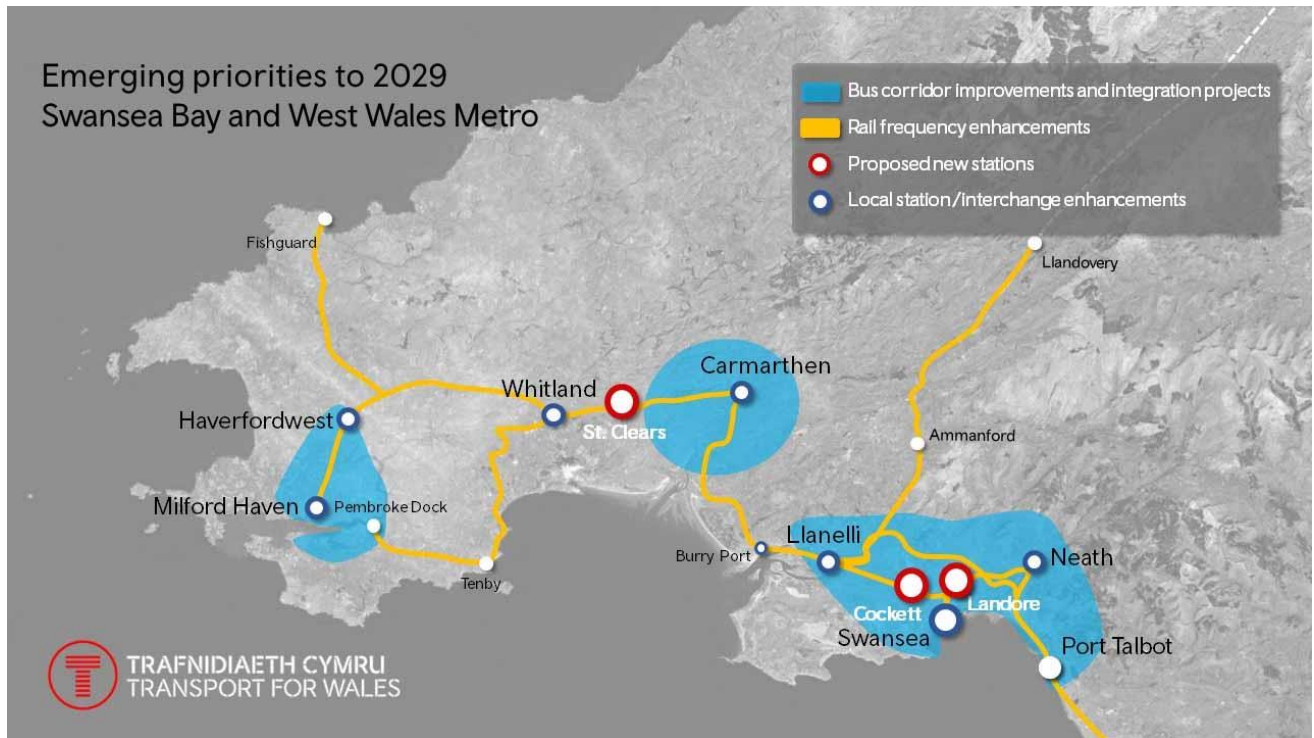 Emerging priorities to 2029
Swansea Bay and West Wales Metro
Bus corridor improvements and integration projects
Rail frequency enhancements
Proposed new stations
Local station/interchange enhancements
Fishguard
Llandovery
Carmarthen
Whitland
St. Clears
Haverfordwest
Ammanford
Milford Haven
Pembroke Dock
Llanelli
Burry Port
Neath
Tenby
Cockett
Landore
Swansea
Port Talbot
TRAFNIDIAETH CYMRU
TRANSPORT FOR WALES